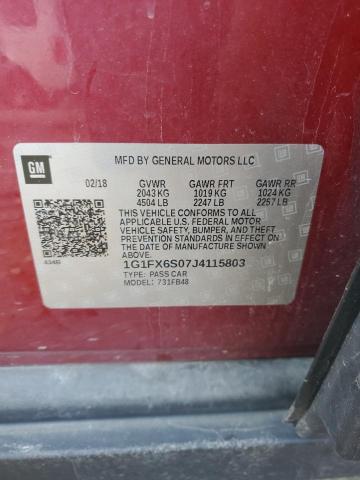 GM
MFD BY GENERAL MOTORS LLC
02/18 GVWR GAWR FRT GAWR RR
2043 KG 1019 KG 1024 KG
4504 LB 2247 LB 2257 LB
THIS VEHICLE CONFORMS TO ALL
APPLICABLE U.S. FEDERAL MOTOR
VEHICLE SAFETY, BUMPER, AND THEFT
PREVENTION STANDARDS IN EFFECT ON
THE DATE OF MANUFACTURE SHOWN
ABOVE.
1G1FX6S07J4115803
TYPE: PASS CAR
MODEL: 731FB48